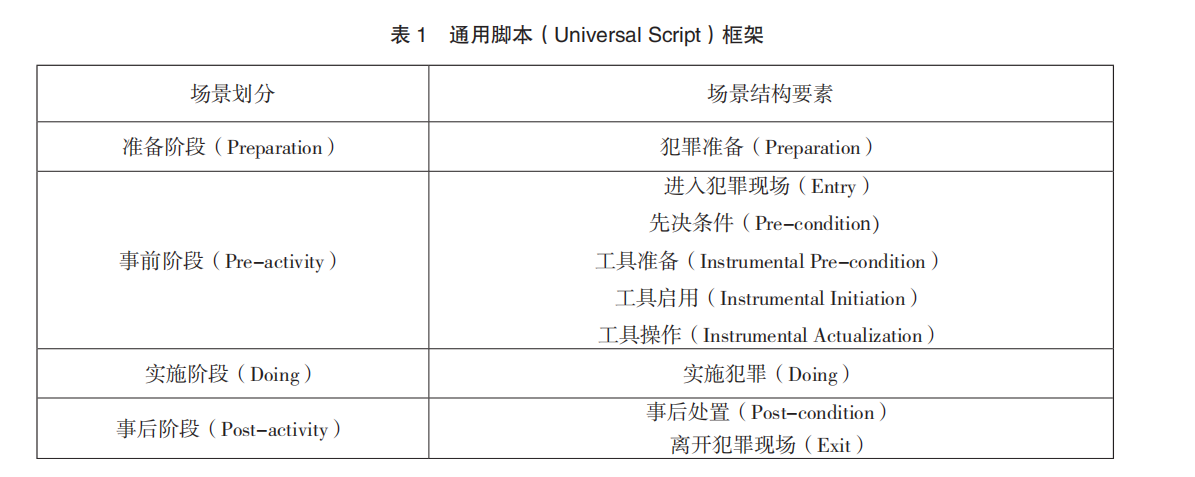 表 1 通用脚本（Universal Script）框架
场景划分 场景结构要素
准备阶段（Preparation） 犯罪准备（Preparation）
事前阶段（Pre-activity）
进入犯罪现场（Entry）
先决条件（Pre-condition)
工具准备（Instrumental Pre-condition）
工具启用（Instrumental Initiation）
工具操作（Instrumental Actualization）
实施阶段（Doing） 实施犯罪（Doing）
事后阶段（Post-activity）
事后处置（Post-condition）
离开犯罪现场（Exit）